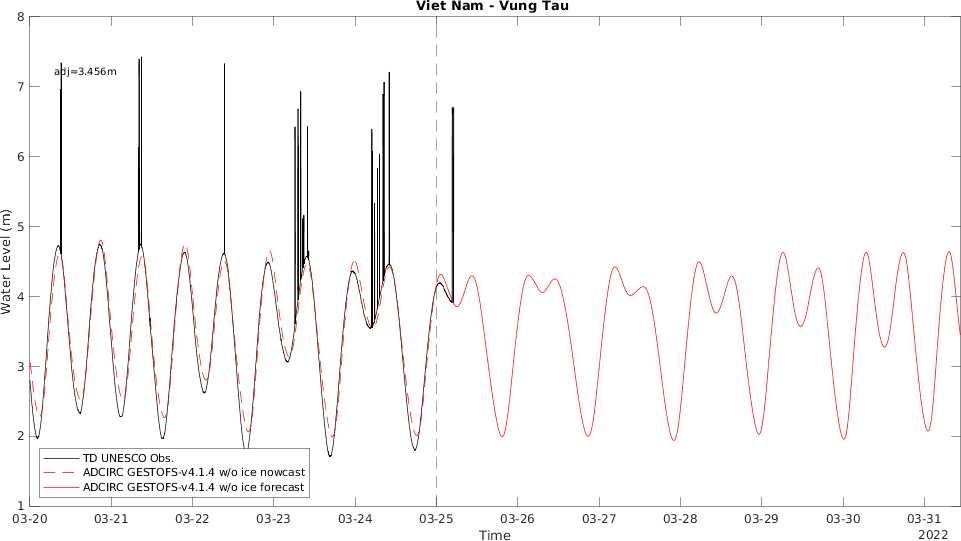 Viet Nam - Vung Tau
8
7
6
5
4
3
2
1
Water Level (m)
adj=3.456m
TD UNESCO Obs.
ADCIRC GESTOFS-v4.1.4 w/o ice nowcast
ADCIRC GESTOFS-v4.1.4 w/o ice forecast
03-20 03-21 03-22 03-23 03-24 03-25 03-26 03-27 03-28 03-29 03-30 03-31
Time
2022